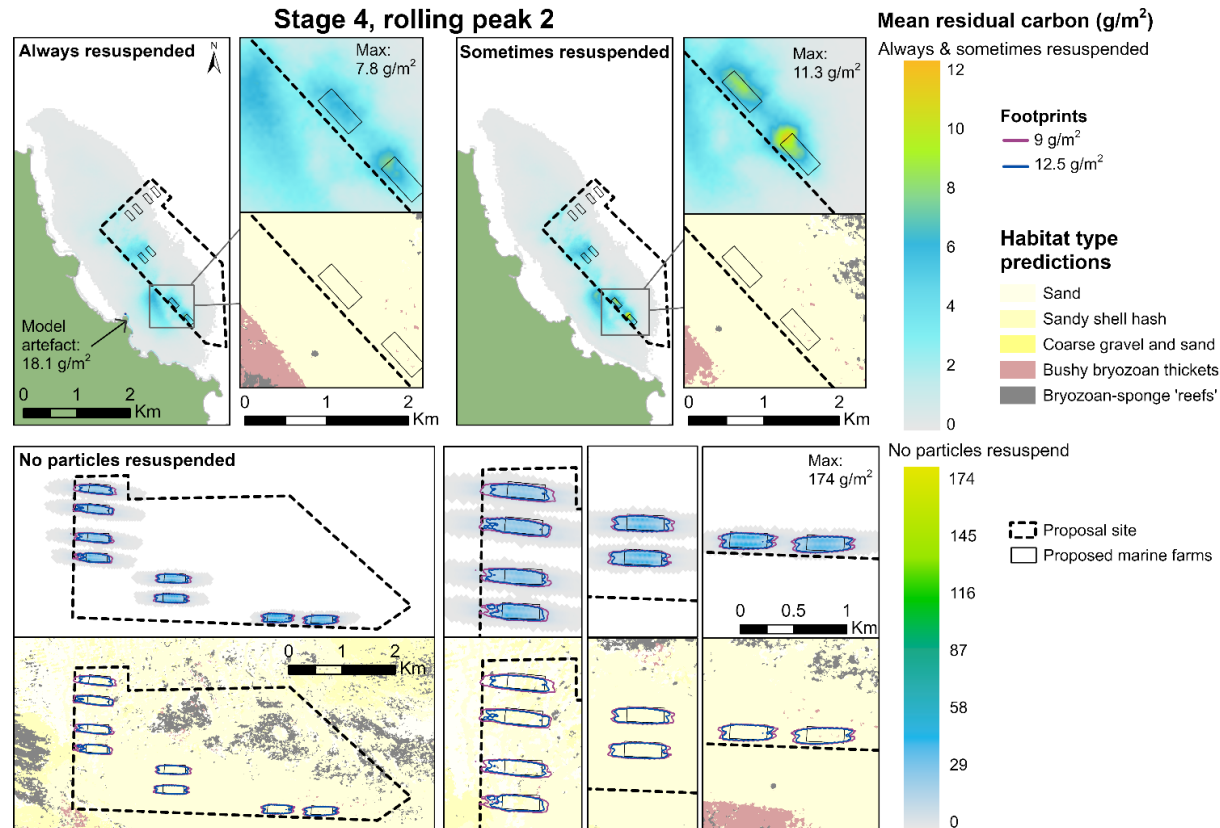 Stage 4, rolling peak 2
Always resuspended
N
Max:
7.8 g/m²
Model
artefact:
18.1 g/m²
0 1 2
Km
0 1 2
Km
Sometimes resuspended
Max:
11.3 g/m²
0 1 2
Km
0 1 2
Km
Mean residual carbon (g/m²)
Always & sometimes resuspended
12
10
8
6
4
2
0
Footprints
9 g/m²
12.5 g/m²
Habitat type
predictions
Sand
Sandy shell hash
Coarse gravel and sand
Bushy bryozoan thickets
Bryozoan-sponge 'reefs'
No particles resuspended
0 1 2
Km
Max:
174 g/m²
0 0.5 1
Km
No particles resuspend
174
145
116
87
58
29
0
Proposal site
Proposed marine farms